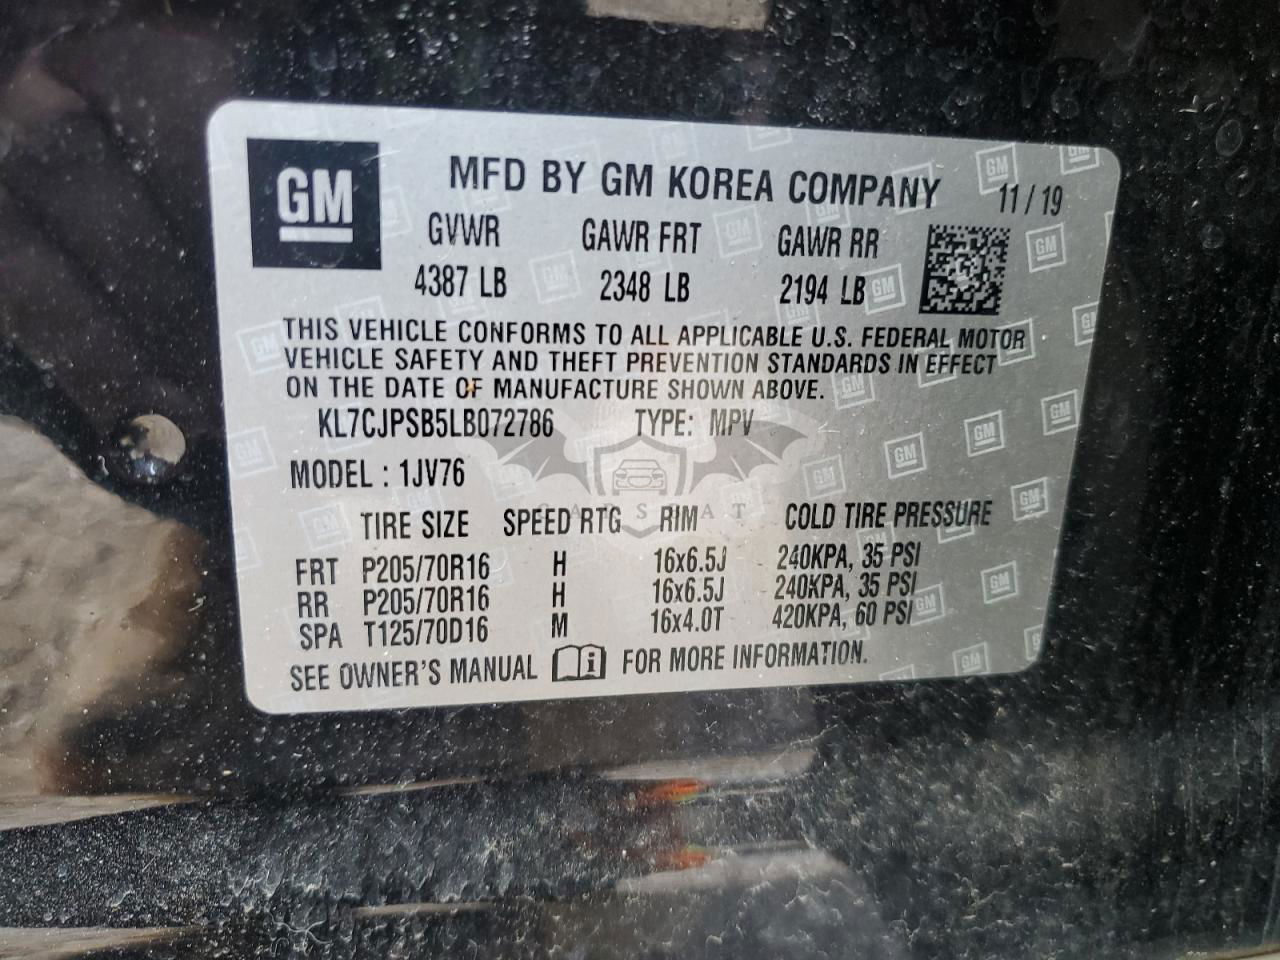 GM
MFD BY GM KOREA COMPANY 11/19
GVWR GAWR FRT GAWR RR
4387 LB 2348 LB 2194 LB
THIS VEHICLE CONFORMS TO ALL APPLICABLE U.S. FEDERAL MOTOR
VEHICLE SAFETY AND THEFT PREVENTION STANDARDS IN EFFECT
ON THE DATE OF MANUFACTURE SHOWN ABOVE.
KL7CJPSB5LB072786 TYPE: MPV
MODEL : 1JV76
TIRE SIZE SPEED RTG RIM COLD TIRE PRESSURE
FRT P205/70R16 H 16x6.5J 240KPA, 35 PSI
RR P205/70R16 H 16x6.5J 240KPA, 35 PSI
SPA T125/70D16 M 16x4.0T 420KPA, 60 PSI
SEE OWNER'S MANUAL FOR MORE INFORMATION.